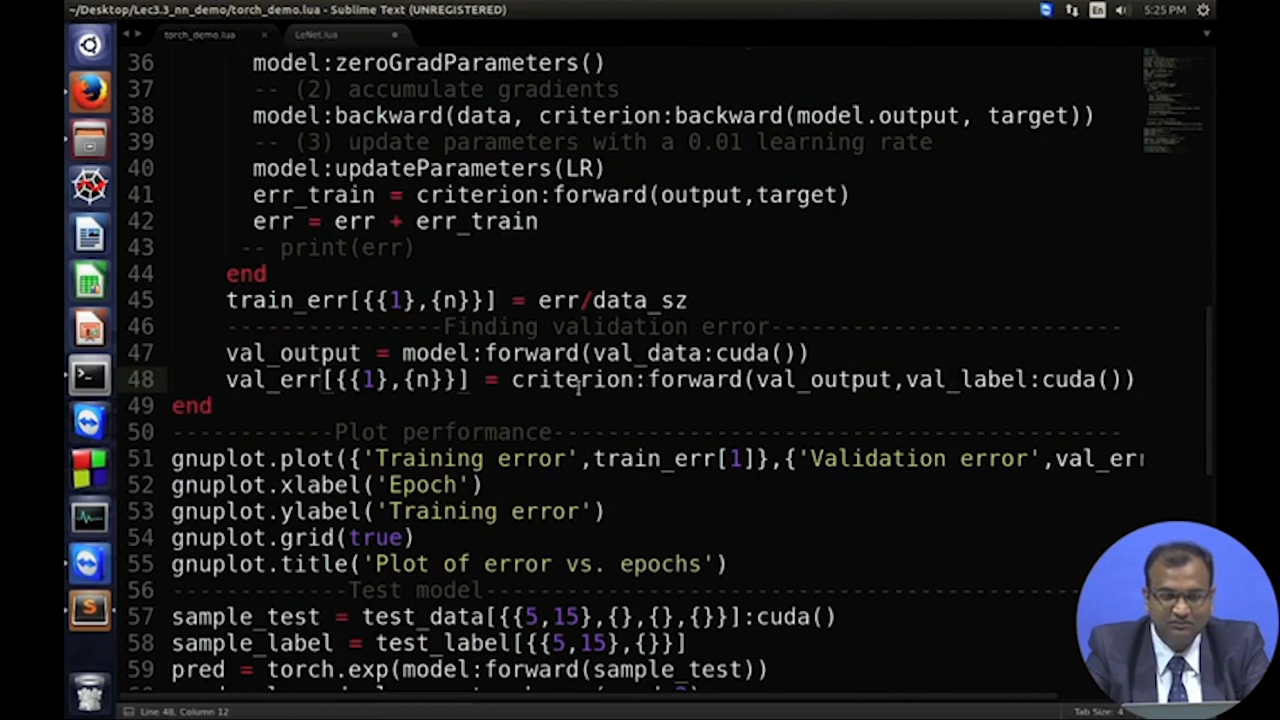 ~/Desktop/Lec3.3_nn_demo/torch_demo.lua - Sublime Text (UNREGISTERED)
En
5:25 PM
torch_demo.lua
LeNet.lua
36 model:zeroGradParameters()
37 -- (2) accumulate gradients
38 model:backward(data, criterion:backward(model.output, target))
39 -- (3) update parameters with a 0.01 learning rate
40 model:updateParameters(LR)
41 err_train = criterion:forward(output,target)
42 err = err + err_train
43 -- print(err)
44 end
45 train_err[{{1},{n}}] = err/data_sz
46 ----------------Finding validation error--------------------------
47 val_output = model:forward(val_data:cuda())
48 val_err[{{1},{n}}] = criterion:forward(val_output,val_label:cuda())
49 end
50 ------------Plot performance------------------------------------------
51 gnuplot.plot({'Training error',train_err[1]},{'Validation error',val_err
52 gnuplot.xlabel('Epoch')
53 gnuplot.ylabel('Training error')
54 gnuplot.grid(true)
55 gnuplot.title('Plot of error vs. epochs')
56 -------------Test model-----------------------------------------------
57 sample_test = test_data[{{5,15},{},{},{}}]:cuda()
58 sample_label = test_label[{{5,15},{}}]
59 pred = torch.exp(model:forward(sample_test))
Line 48, Column 12
Tab Size: 4